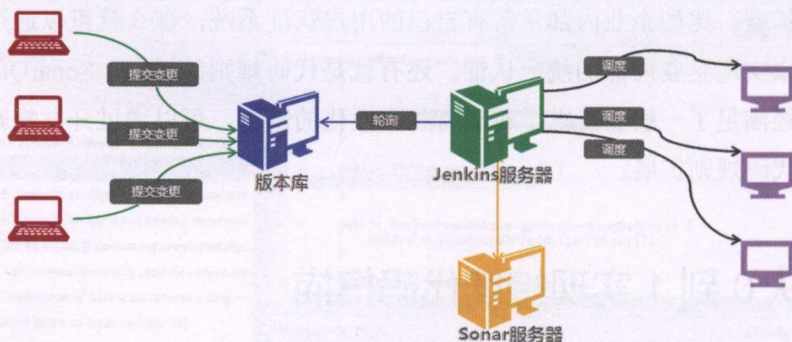 提交变更
提交变更
提交变更
版本库
轮询
Jenkins服务器
调度
调度
调度
Sonar服务器